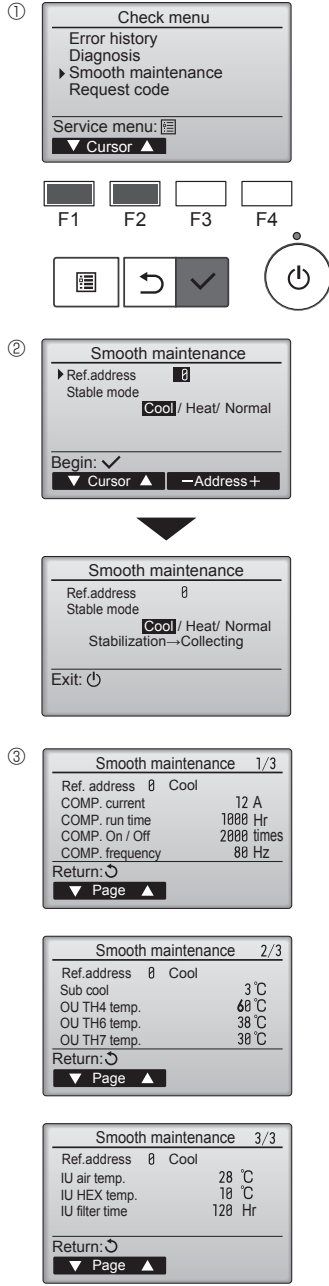 ①
Check menu
Error history
Diagnosis
Smooth maintenance
Request code
Service menu:
▼ Cursor ▲
F1 F2 F3 F4
②
Smooth maintenance
Ref.address 0
Stable mode
Cool / Heat/ Normal
Begin: ✓
▼ Cursor ▲ −Address+
Smooth maintenance
Ref.address 0
Stable mode
Cool / Heat/ Normal
Stabilization→Collecting
Exit:
③
Smooth maintenance 1/3
Ref. address 0 Cool
COMP. current 12 A
COMP. run time 1000 Hr
COMP. On / Off 2000 times
COMP. frequency 80 Hz
Return:
▼ Page ▲
Smooth maintenance 2/3
Ref.address 0 Cool
Sub cool 3℃
OU TH4 temp. 60℃
OU TH6 temp. 38℃
OU TH7 temp. 30℃
Return:
▼ Page ▲
Smooth maintenance 3/3
Ref.address 0 Cool
IU air temp. 28 ℃
IU HEX temp. 10 ℃
IU filter time 120 Hr
Return:
▼ Page ▲